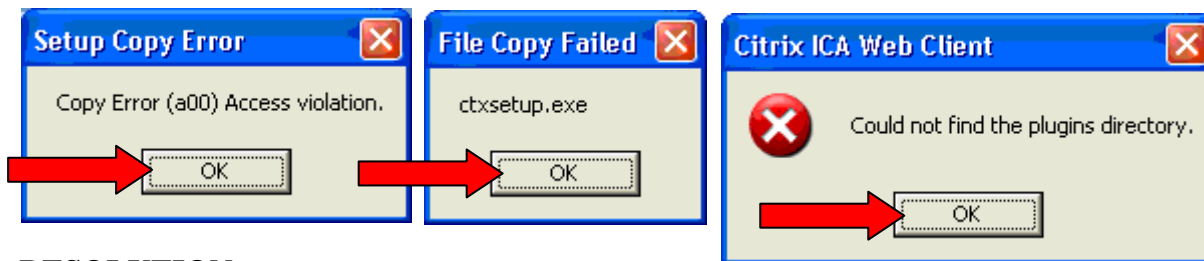 Setup Copy Error
Copy Error (a00) Access violation.
OK
File Copy Failed
ctxsetup.exe
OK
Citrix ICA Web Client
Could not find the plugins directory.
OK